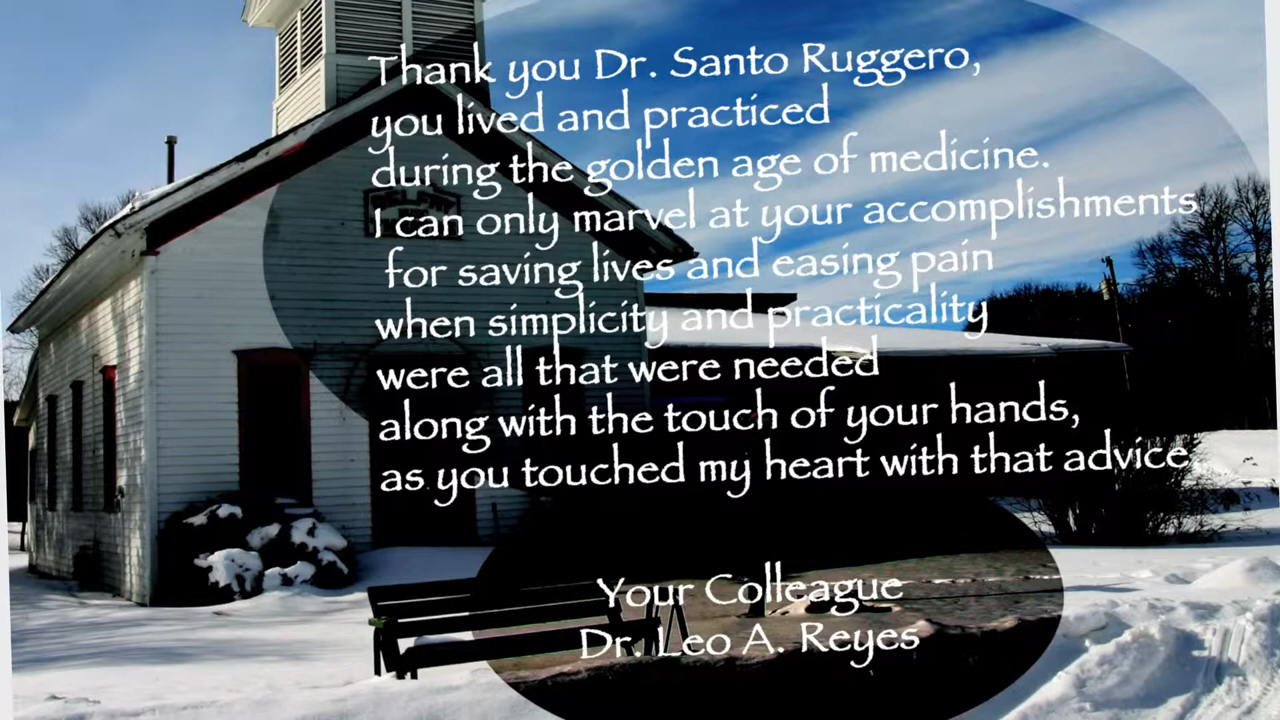 Thank you Dr. Santo Ruggero,
you lived and practiced
during the golden age of medicine.
I can only marvel at your accomplishments
for saving lives and easing pain
when simplicity and practicality
were all that were needed
along with the touch of your hands,
as you touched my heart with that advice.
Your Colleague
Dr. Leo A. Reyes